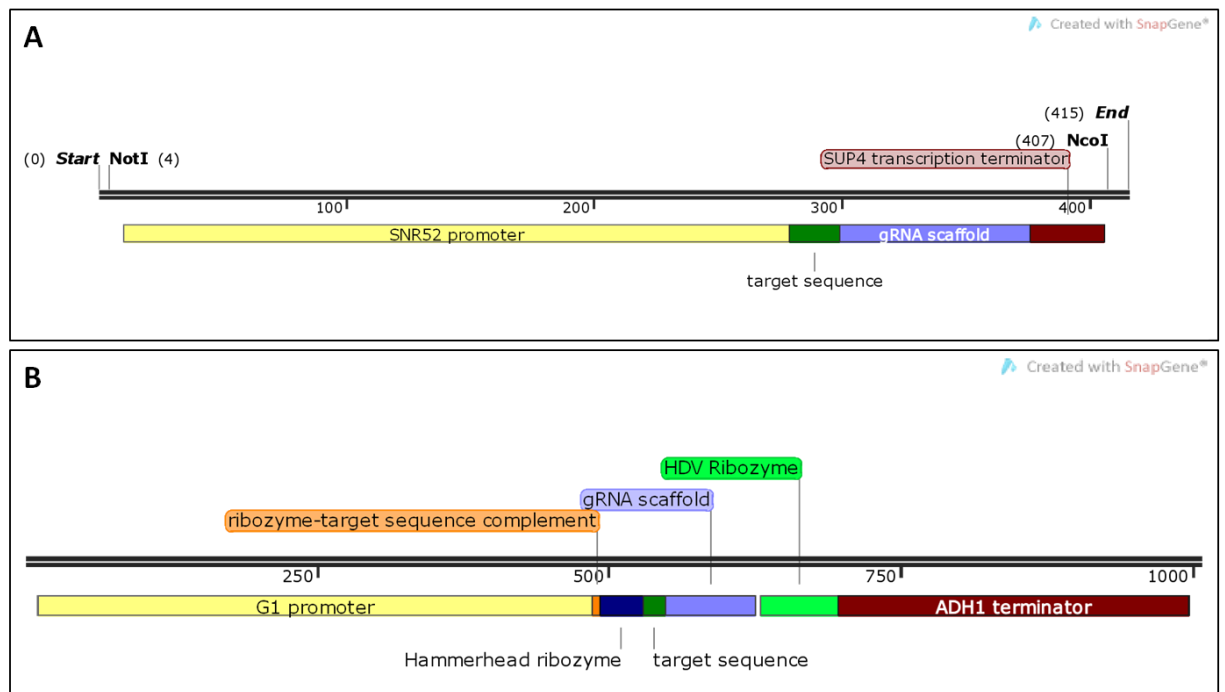 A
Created with SnapGene®
(415) End
(407) NcoI
(0) Start NotI (4)
SUP4 transcription terminator
100 200 300 400
SNR52 promoter gRNA scaffold
target sequence
B
Created with SnapGene®
HDV Ribozyme
gRNA scaffold
ribozyme-target sequence complement
250 500 750 1000
G1 promoter ADH1 terminator
Hammerhead ribozyme target sequence